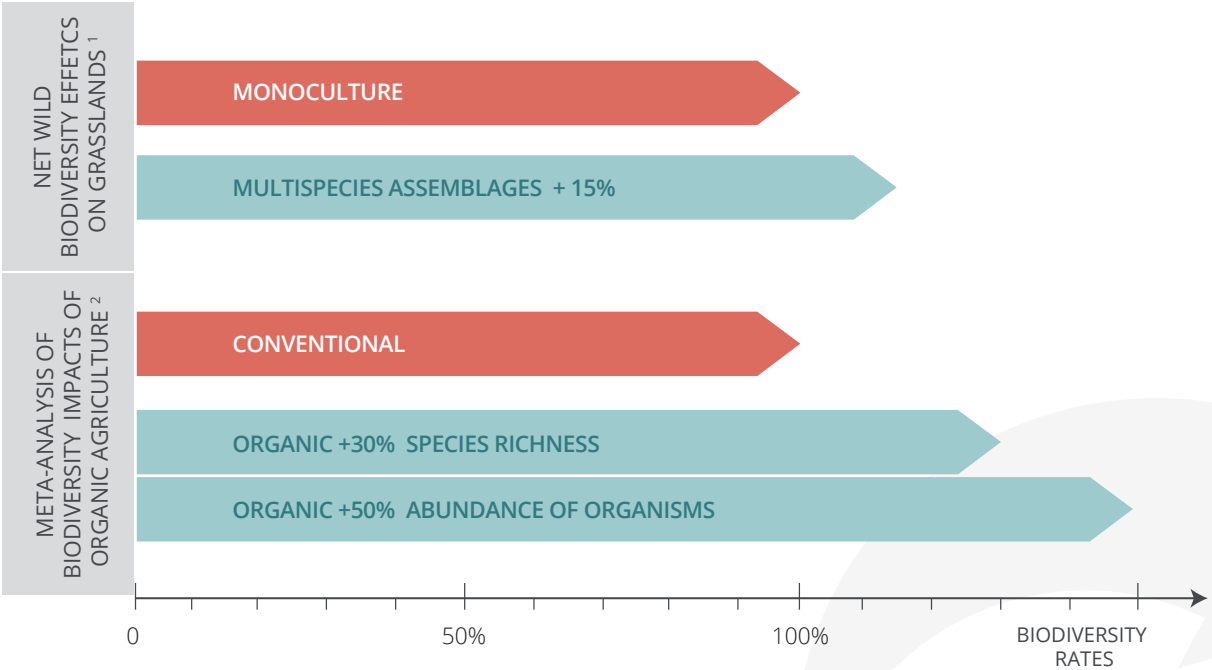 NET WILD
BIODIVERSITY EFFETCS
ON GRASSLANDS 1
MONOCULTURE
MULTISPECIES ASSEMBLAGES + 15%
META-ANALYSIS OF
BIODIVERSITY IMPACTS OF
ORGANIC AGRICULTURE 2
CONVENTIONAL
ORGANIC +30% SPECIES RICHNESS
ORGANIC +50% ABUNDANCE OF ORGANISMS
0
50%
100%
BIODIVERSITY
RATES